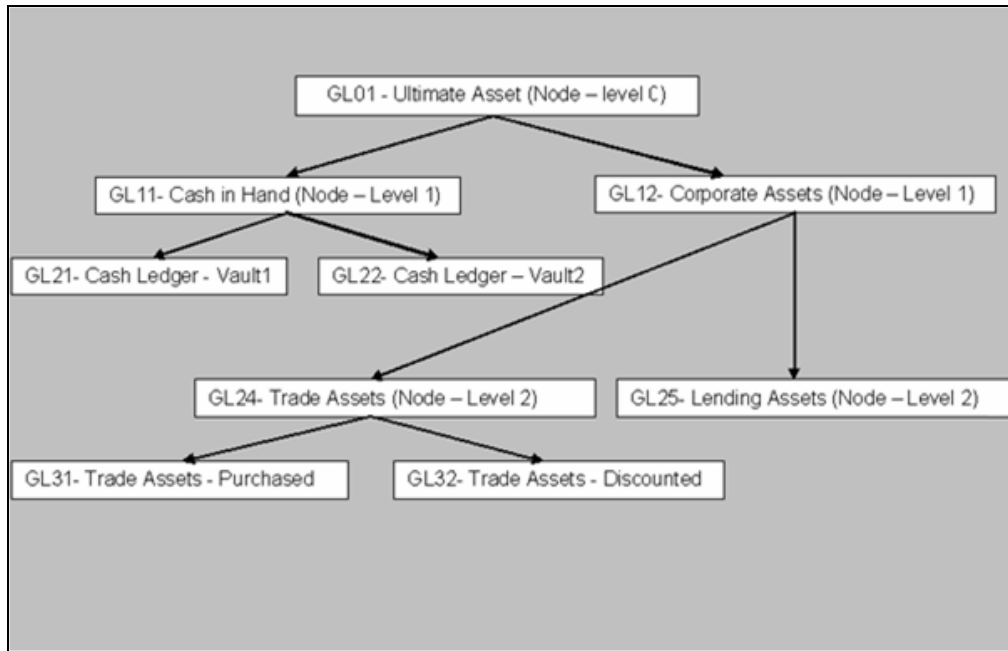 GL01 - Ultimate Asset (Node – level 0)
GL11- Cash in Hand (Node – Level 1)
GL12- Corporate Assets (Node – Level 1)
GL21- Cash Ledger - Vault1
GL22- Cash Ledger – Vault2
GL24- Trade Assets (Node – Level 2)
GL25- Lending Assets (Node – Level 2)
GL31- Trade Assets - Purchased
GL32- Trade Assets - Discounted